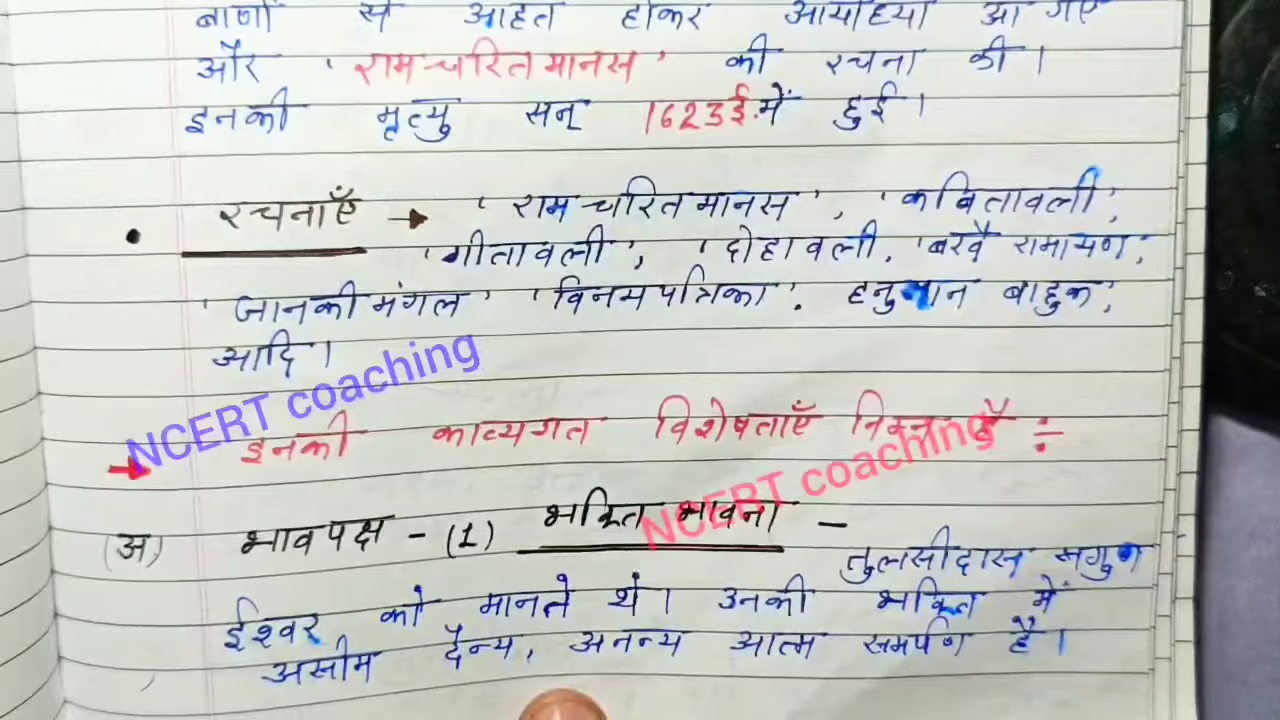 बाणों से आहत होकर अयोध्या आ गए
और 'रामचरितमानस' की रचना की।
इनकी मृत्यु सन् 1623ई. में हुई।
• रचनाएँ → 'रामचरितमानस', 'कवितावली',
'गीतावली', 'दोहावली, 'बरवै रामायण,
'जानकीमंगल' 'विनयपत्रिका'. हनुमान बाहुक,
आदि।
NCERT coaching
→ इनकी काव्यगत विशेषताएँ निम्न है ÷
NCERT coaching
(अ) भावपक्ष - (1) भक्ति भावना -
तुलसीदास सगुण
ईश्वर को मानते थे। उनकी भक्ति में
असीम दैन्य, अनन्य आत्म समर्पण है।